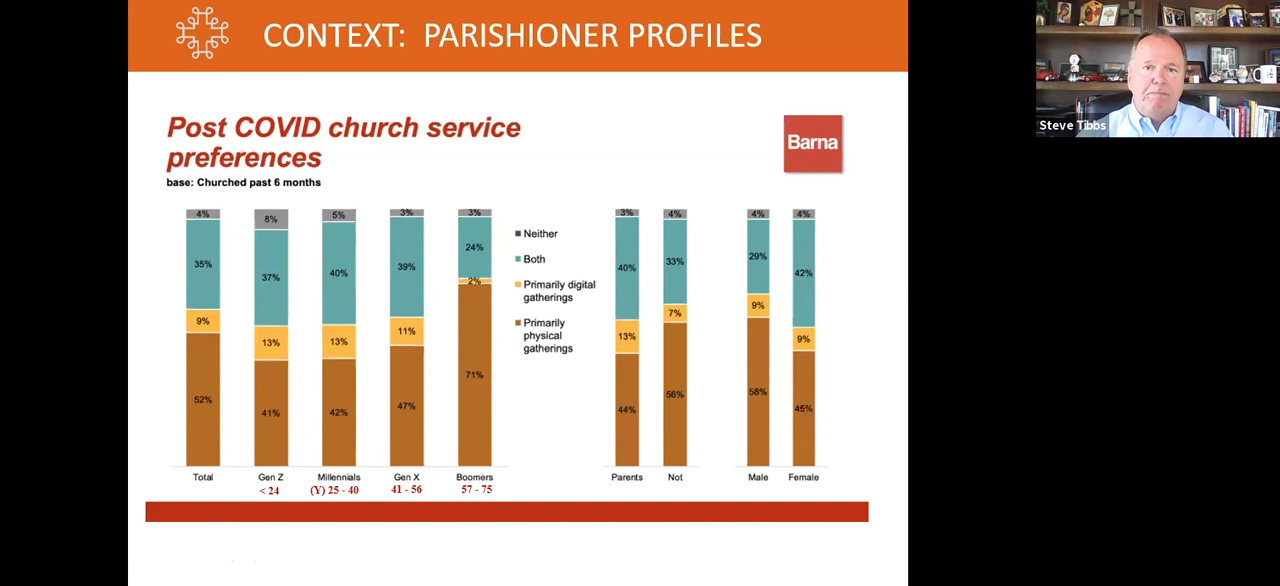 CONTEXT: PARISHIONER PROFILES
Steve Tibbs
Post COVID church service
preferences
Barna
base: Churched past 6 months
4% 8% 5% 3% 3% 3% 4% 4% 4%
35% 37% 40% 39% 24% 40% 33% 29% 42%
9% 13% 13% 11% 2% 13% 7% 9% 9%
52% 41% 42% 47% 71% 44% 56% 58% 45%
Neither
Both
Primarily digital
gatherings
Primarily
physical
gatherings
Total Gen Z Millennials Gen X Boomers Parents Not Male Female
< 24 (Y) 25 - 40 41 - 56 57 - 75